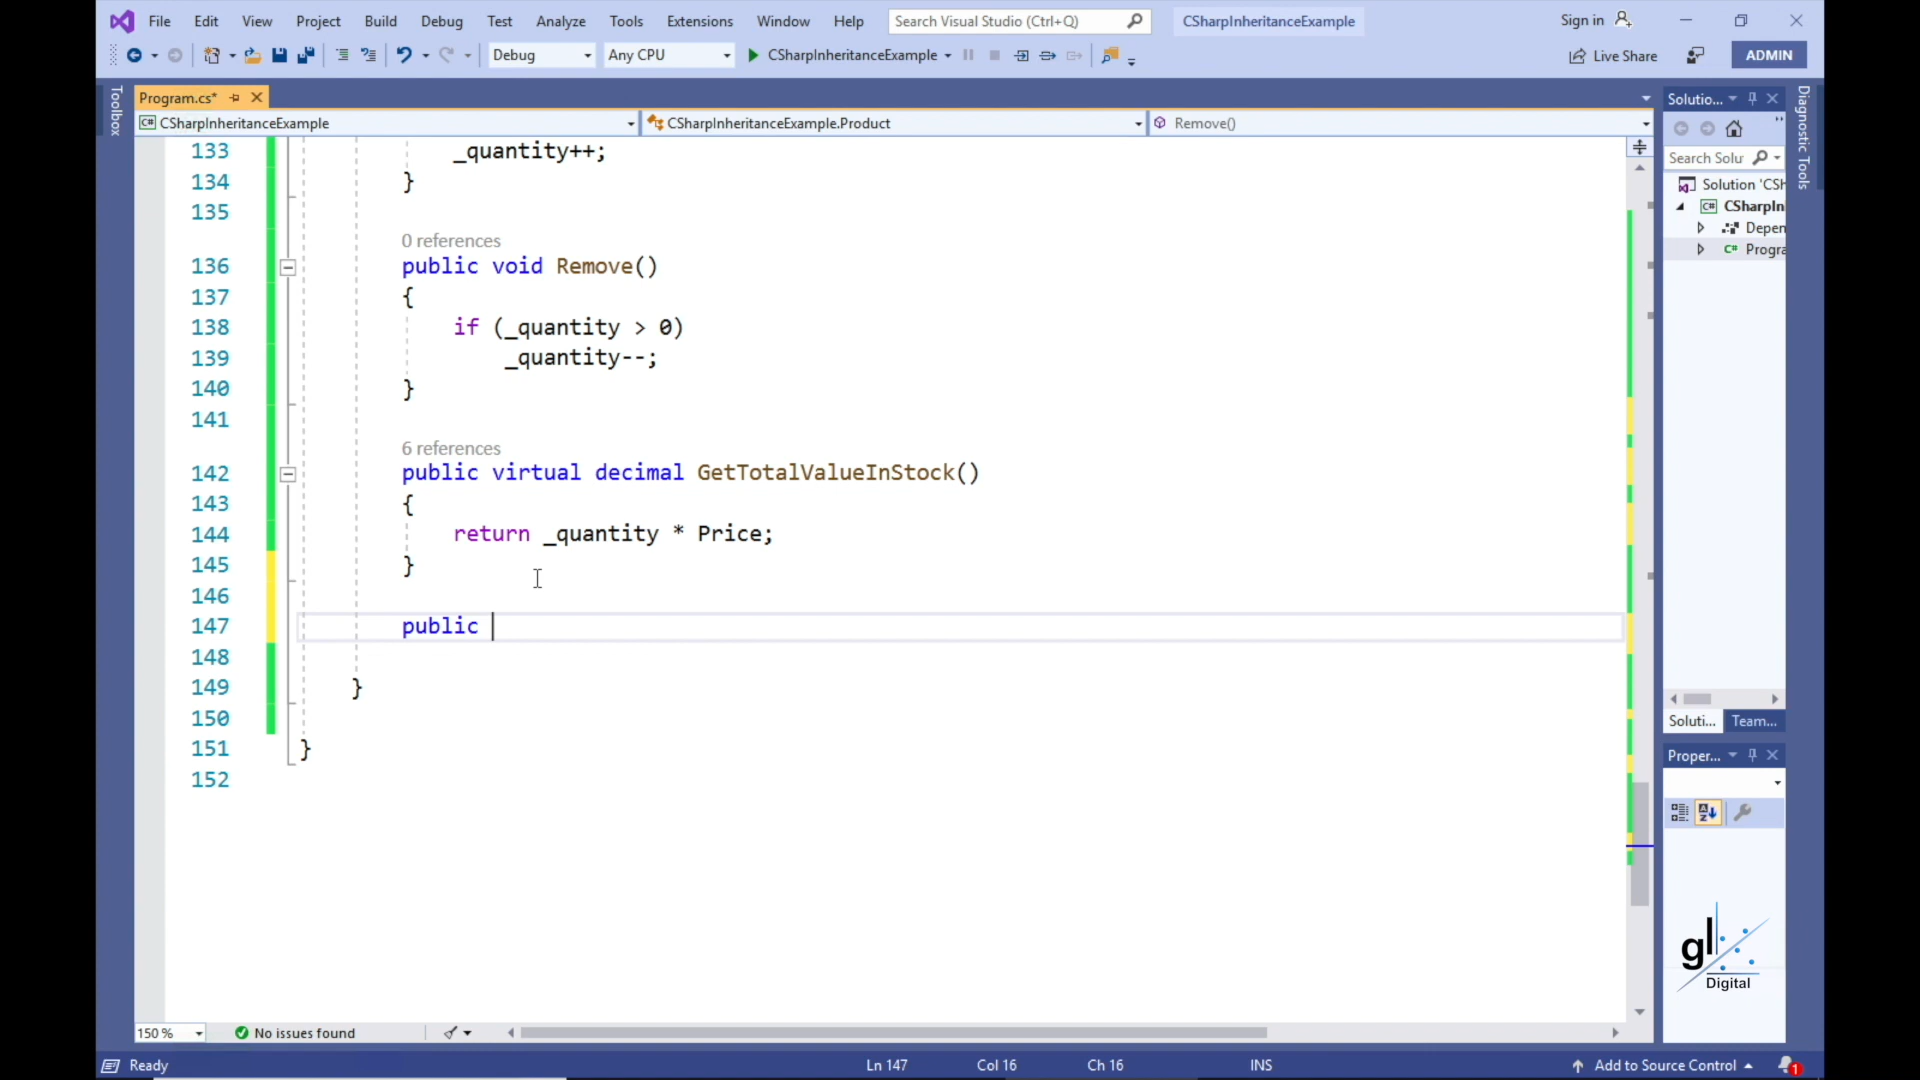 File Edit View Project Build Debug Test Analyze Tools Extensions Window Help Search Visual Studio (Ctrl+Q) CSharpInheritanceExample Sign in
Debug Any CPU CSharpInheritanceExample Live Share ADMIN
Toolbox
Program.cs*
CSharpInheritanceExample CSharpInheritanceExample.Product Remove()
133 _quantity++;
134 }
135
0 references
136 public void Remove()
137 {
138 if (_quantity > 0)
139 _quantity--;
140 }
141
6 references
142 public virtual decimal GetTotalValueInStock()
143 {
144 return _quantity * Price;
145 }
146
147 public
148
149 }
150
151 }
152
150 % No issues found
Ready Ln 147 Col 16 Ch 16 INS Add to Source Control 1
Solutio...
Search Solu
Solution 'CSh
C# CSharpIn
Depen
C# Progra
Soluti... Team...
Proper...
Diagnostic Tools
gl
Digital